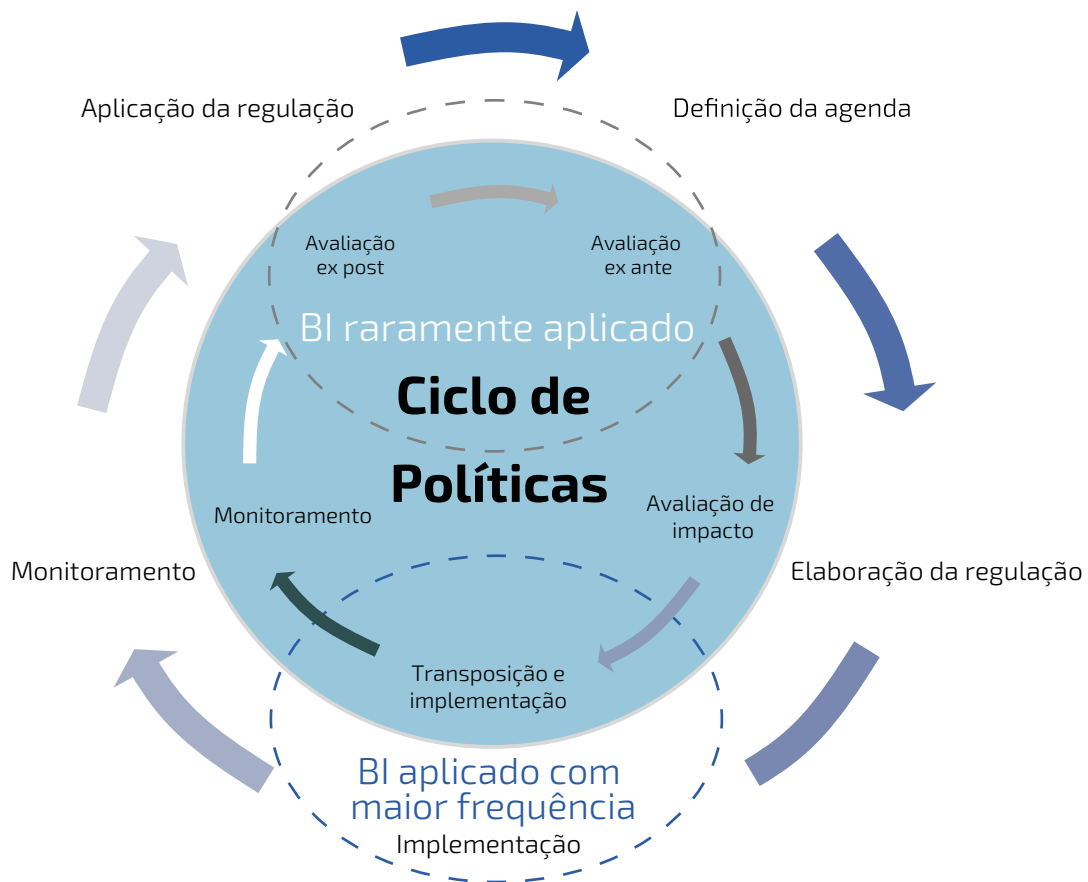 Aplicação da regulação
Definição da agenda
Avaliação
ex post
Avaliação
ex ante
BI raramente aplicado
Ciclo de
Políticas
Monitoramento
Avaliação de
impacto
Monitoramento
Elaboração da regulação
Transposição e
implementação
BI aplicado com
maior frequência
Implementação